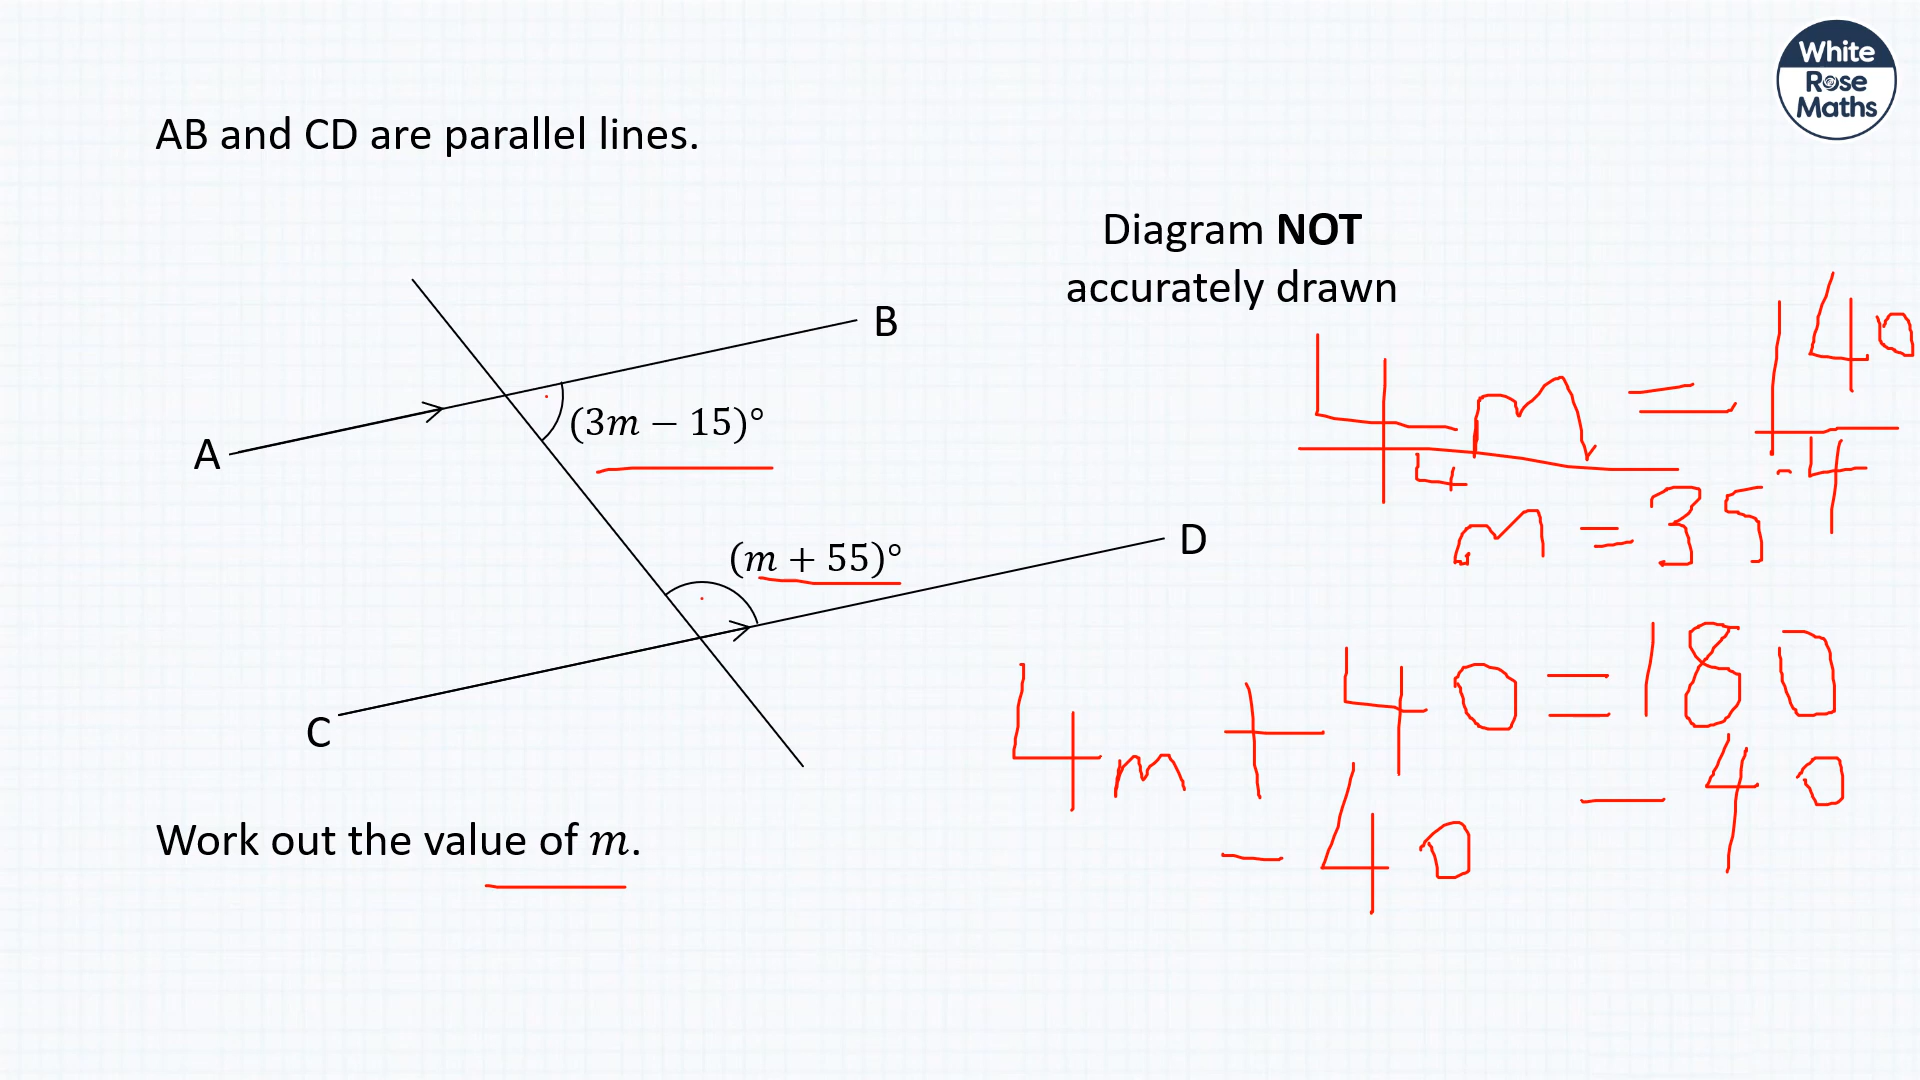 White
Rose
Maths
AB and CD are parallel lines.
Diagram NOT
accurately drawn
B
A
(3m − 15)°
(m + 55)°
D
C
4m = 140
4 4
m = 35
4m + 40 = 180
− 40 − 40
Work out the value of m.